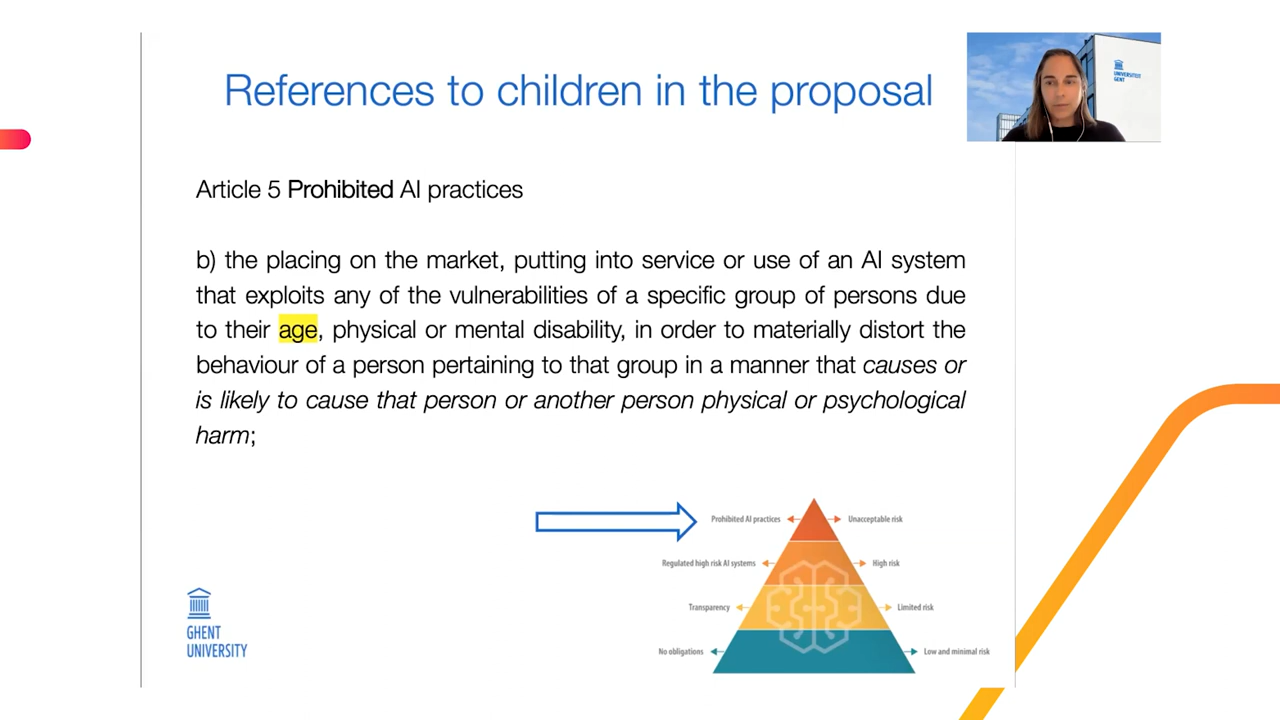 References to children in the proposal
UNIVERSITEIT
GENT
Article 5 Prohibited AI practices
b) the placing on the market, putting into service or use of an AI system
that exploits any of the vulnerabilities of a specific group of persons due
to their age, physical or mental disability, in order to materially distort the
behaviour of a person pertaining to that group in a manner that causes or
is likely to cause that person or another person physical or psychological
harm;
Prohibited AI practices
Unacceptable risk
Regulated high risk AI systems
High risk
Transparency
Limited risk
No obligations
Low and minimal risk
GHENT
UNIVERSITY